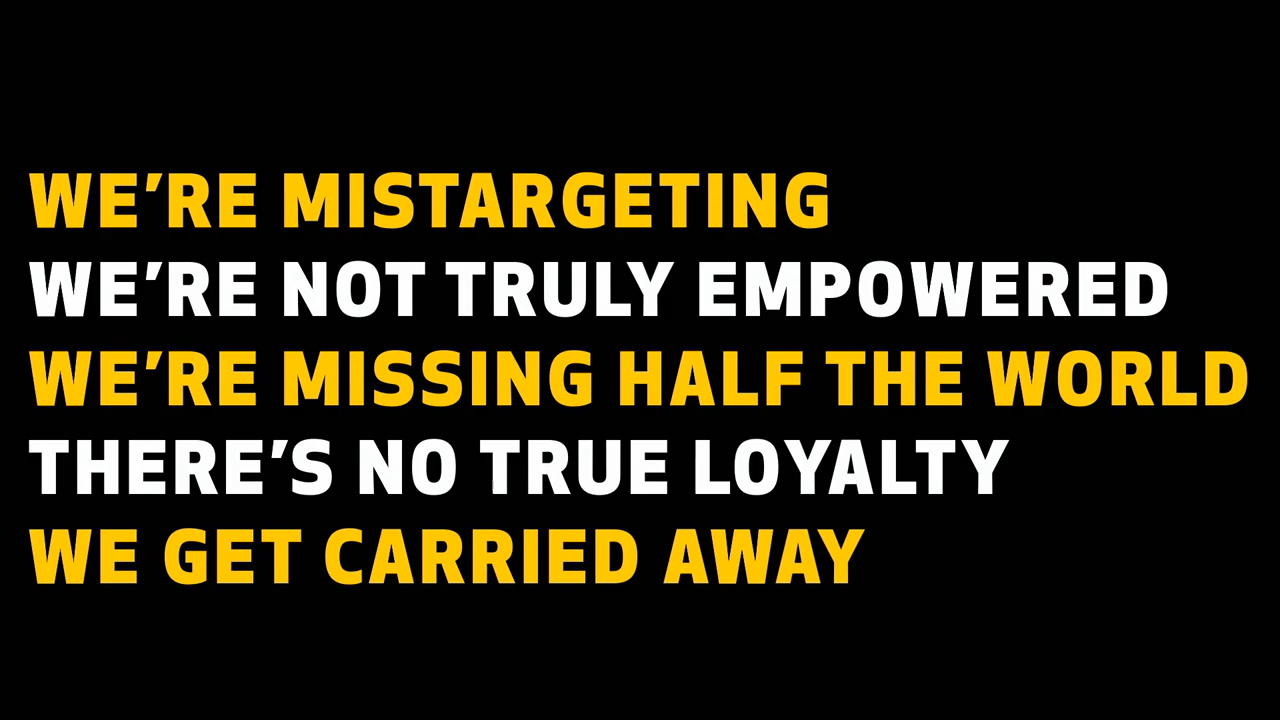 WE’RE MISTARGETING
WE’RE NOT TRULY EMPOWERED
WE’RE MISSING HALF THE WORLD
THERE’S NO TRUE LOYALTY
WE GET CARRIED AWAY